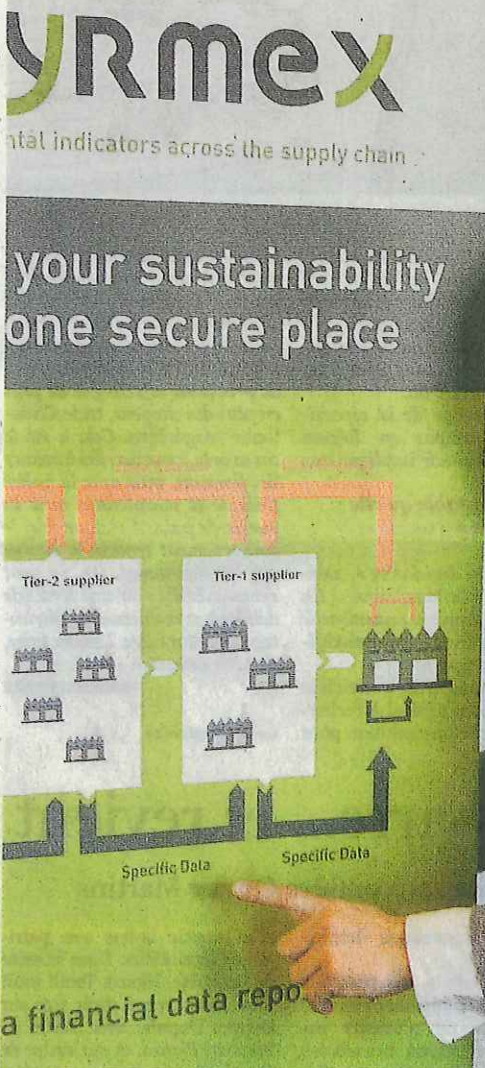 yRmex
ntal indicators across the supply chain
your sustainability
one secure place
Tier-2 supplier
Tier-1 supplier
Specific Data
Specific Data
a financial data repo